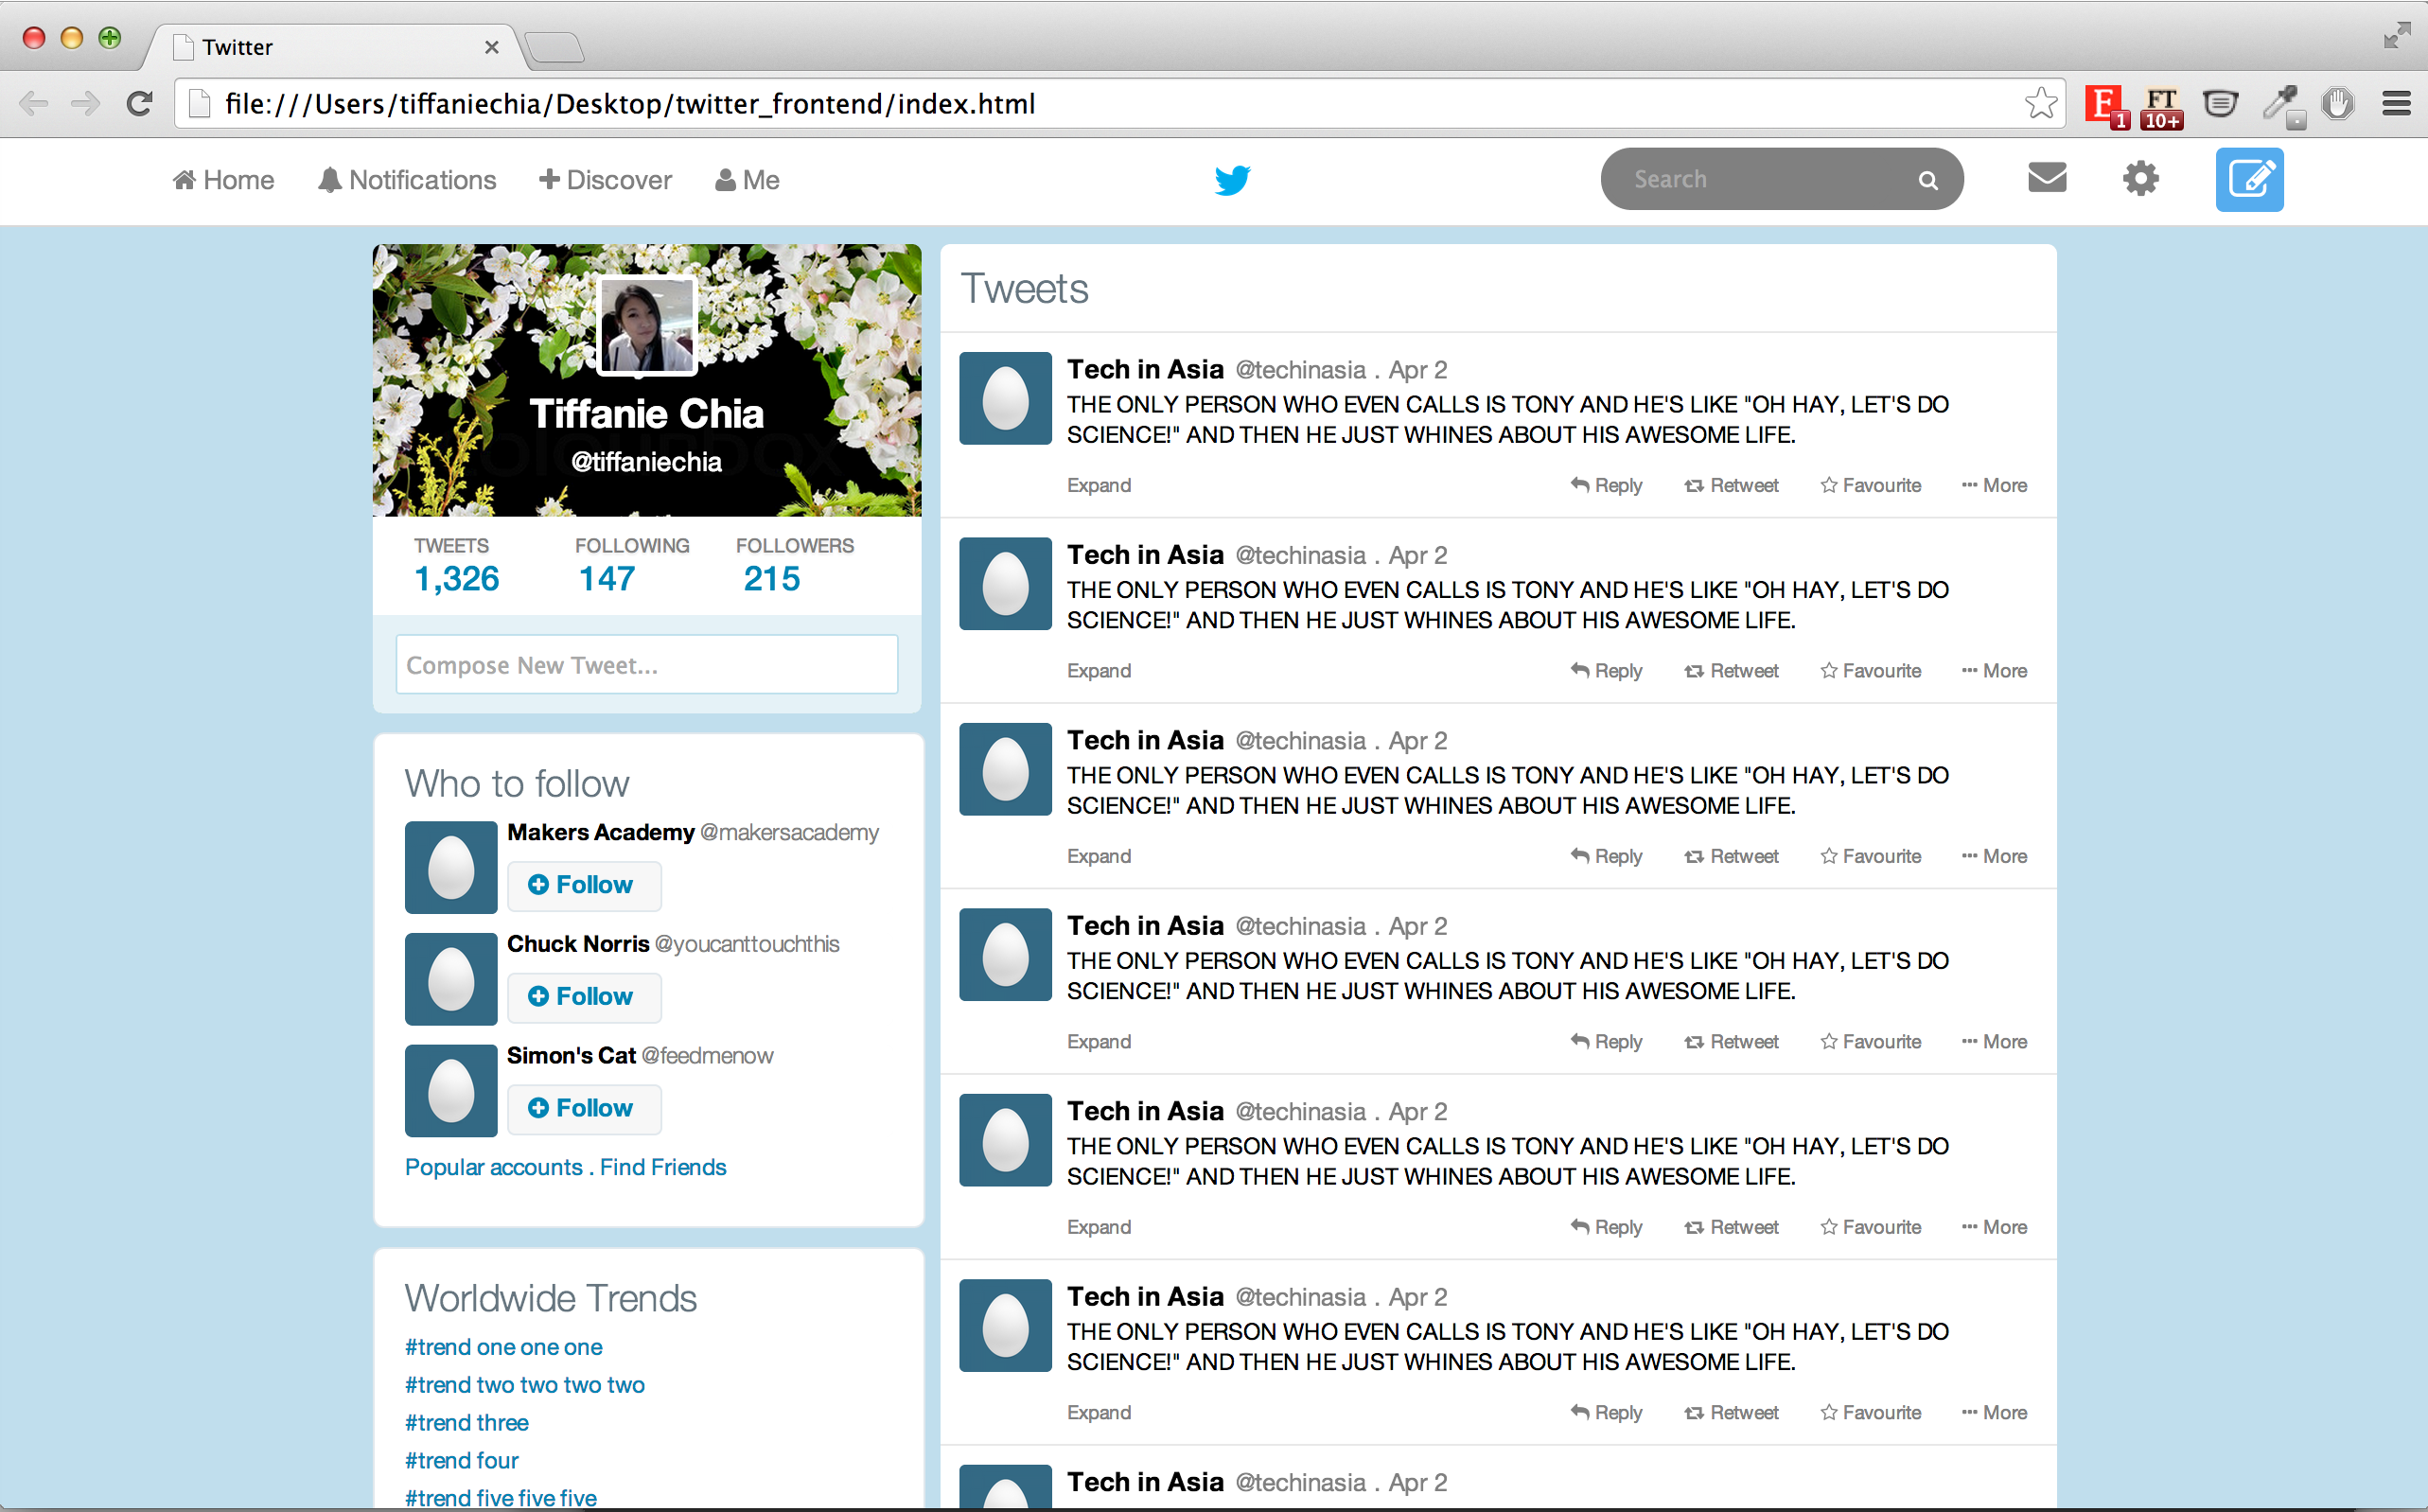 Twitter
file:///Users/tiffaniechia/Desktop/twitter_frontend/index.html
E 1
FT 10+
Home Notifications Discover Me
Search
Tiffanie Chia
@tiffaniechia
TWEETS FOLLOWING FOLLOWERS
1,326 147 215
Compose New Tweet...
Who to follow
Makers Academy @makersacademy
Follow
Chuck Norris @youcanttouchthis
Follow
Simon's Cat @feedmenow
Follow
Popular accounts . Find Friends
Worldwide Trends
#trend one one one
#trend two two two two
#trend three
#trend four
#trend five five five
Tweets
Tech in Asia @techinasia . Apr 2
THE ONLY PERSON WHO EVEN CALLS IS TONY AND HE'S LIKE "OH HAY, LET'S DO
SCIENCE!" AND THEN HE JUST WHINES ABOUT HIS AWESOME LIFE.
Expand Reply Retweet Favourite More
Tech in Asia @techinasia . Apr 2
THE ONLY PERSON WHO EVEN CALLS IS TONY AND HE'S LIKE "OH HAY, LET'S DO
SCIENCE!" AND THEN HE JUST WHINES ABOUT HIS AWESOME LIFE.
Expand Reply Retweet Favourite More
Tech in Asia @techinasia . Apr 2
THE ONLY PERSON WHO EVEN CALLS IS TONY AND HE'S LIKE "OH HAY, LET'S DO
SCIENCE!" AND THEN HE JUST WHINES ABOUT HIS AWESOME LIFE.
Expand Reply Retweet Favourite More
Tech in Asia @techinasia . Apr 2
THE ONLY PERSON WHO EVEN CALLS IS TONY AND HE'S LIKE "OH HAY, LET'S DO
SCIENCE!" AND THEN HE JUST WHINES ABOUT HIS AWESOME LIFE.
Expand Reply Retweet Favourite More
Tech in Asia @techinasia . Apr 2
THE ONLY PERSON WHO EVEN CALLS IS TONY AND HE'S LIKE "OH HAY, LET'S DO
SCIENCE!" AND THEN HE JUST WHINES ABOUT HIS AWESOME LIFE.
Expand Reply Retweet Favourite More
Tech in Asia @techinasia . Apr 2
THE ONLY PERSON WHO EVEN CALLS IS TONY AND HE'S LIKE "OH HAY, LET'S DO
SCIENCE!" AND THEN HE JUST WHINES ABOUT HIS AWESOME LIFE.
Expand Reply Retweet Favourite More
Tech in Asia @techinasia . Apr 2